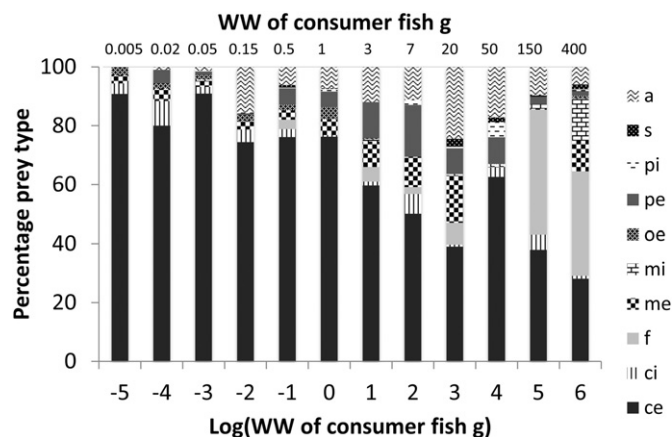 WW of consumer fish g
0.005 0.02 0.05 0.15 0.5 1 3 7 20 50 150 400
Percentage prey type
100
80
60
40
20
0
-5 -4 -3 -2 -1 0 1 2 3 4 5 6
Log(WW of consumer fish g)
a
s
pi
pe
oe
mi
me
f
ci
ce